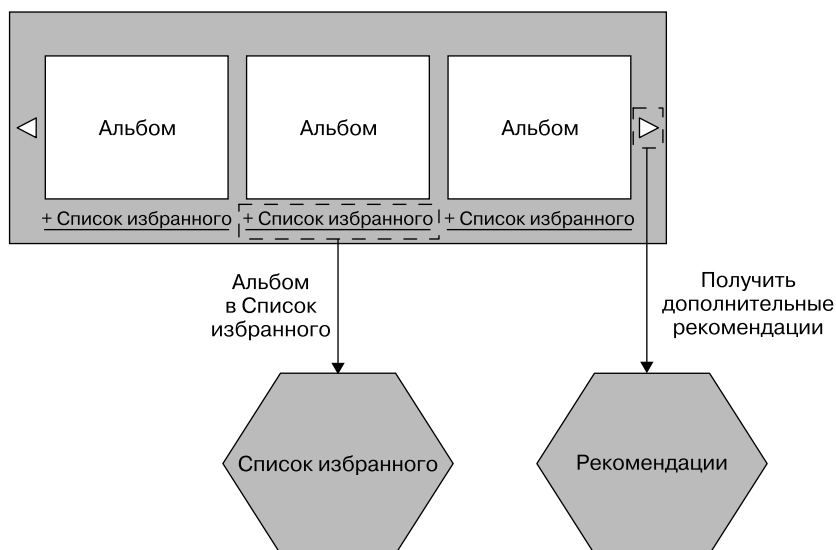 Альбом
Альбом
Альбом
+ Список избранного
+ Список избранного
+ Список избранного
Альбом
в Список
избранного
Получить
дополнительные
рекомендации
Список избранного
Рекомендации